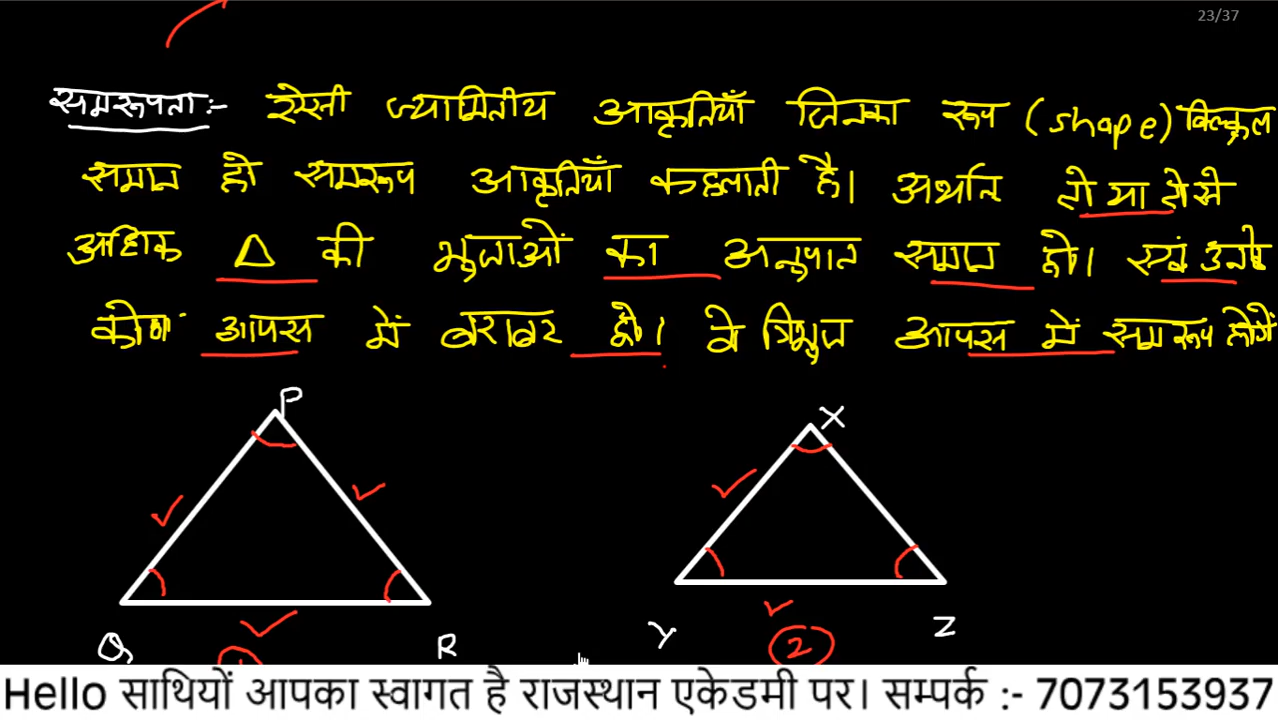 23/37
समरूपता:- ऐसी ज्यामितीय आकृतियाँ जिनका रूप (shape) बिल्कुल
समान हो समरूप आकृतियाँ कहलाती है। अर्थात दो या दो से
अधिक △ की भुजाओं का अनुपात समान हो। एवं उनके
कोण आपस में बराबर हो। वे त्रिभुज आपस में समरूप होंगें
P X
Q R Y 2 Z
Hello साथियों आपका स्वागत है राजस्थान एकेडमी पर। सम्पर्क :- 7073153937